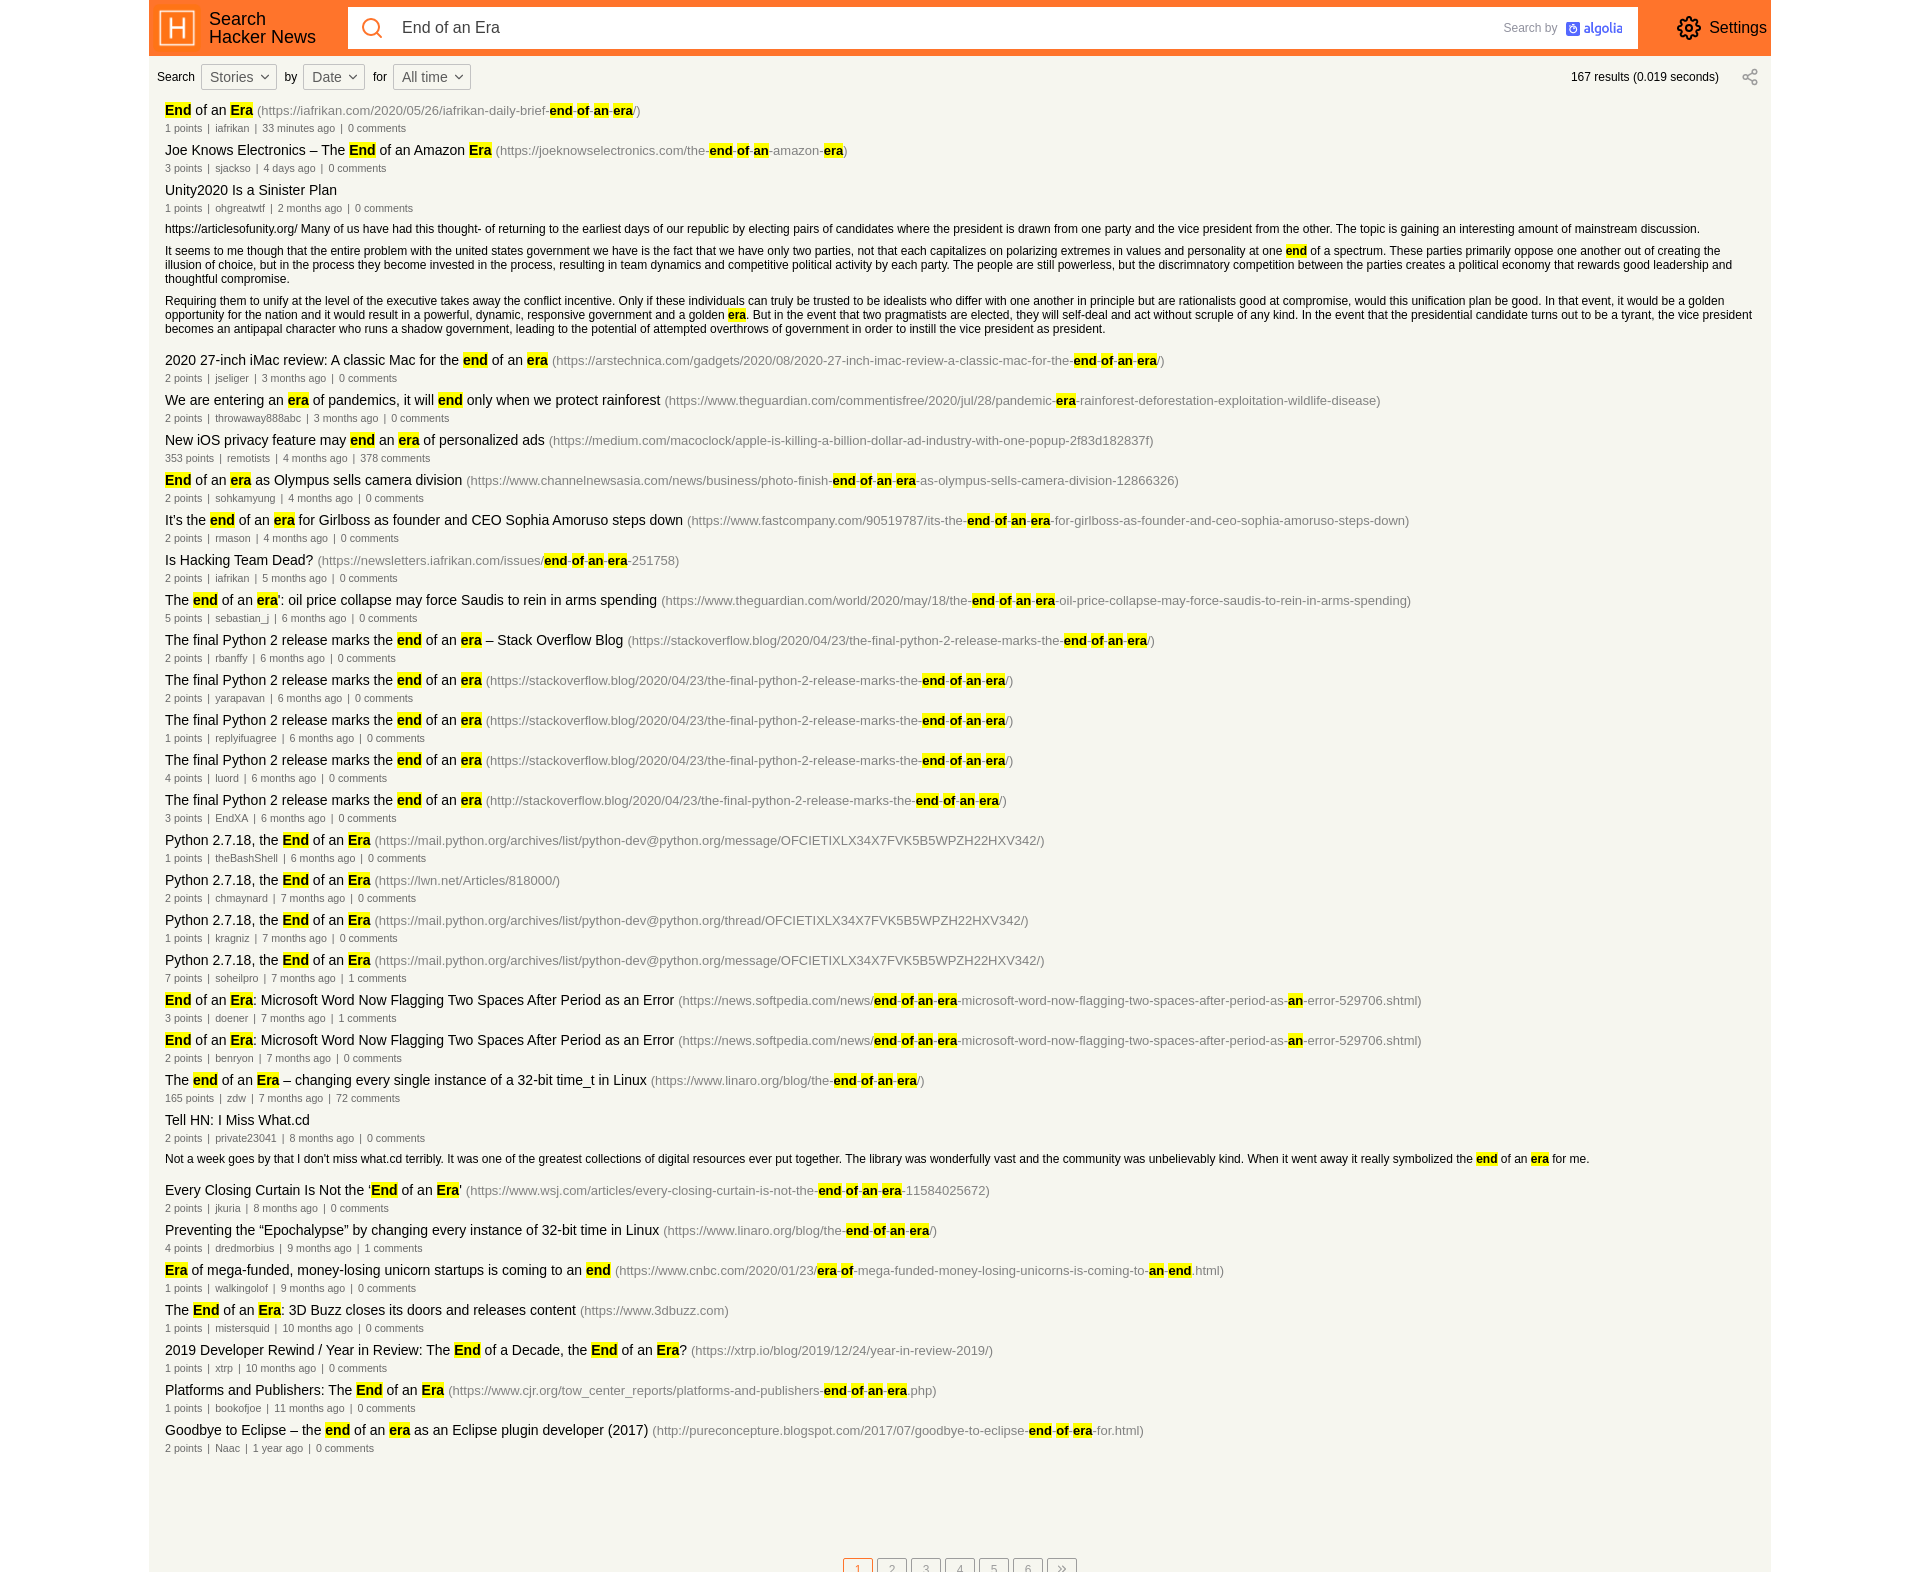 Search
Hacker News
End of an Era
Search by algolia
Settings
Search Stories by Date for All time
167 results (0.019 seconds)
End of an Era (https://iafrikan.com/2020/05/26/iafrikan-daily-brief-end-of-an-era/)
1 points | iafrikan | 33 minutes ago | 0 comments
Joe Knows Electronics – The End of an Amazon Era (https://joeknowselectronics.com/the-end-of-an-amazon-era)
3 points | sjackso | 4 days ago | 0 comments
Unity2020 Is a Sinister Plan
1 points | ohgreatwtf | 2 months ago | 0 comments
https://articlesofunity.org/ Many of us have had this thought- of returning to the earliest days of our republic by electing pairs of candidates where the president is drawn from one party and the vice president from the other. The topic is gaining an interesting amount of mainstream discussion.
It seems to me though that the entire problem with the united states government we have is the fact that we have only two parties, not that each capitalizes on polarizing extremes in values and personality at one end of a spectrum. These parties primarily oppose one another out of creating the
illusion of choice, but in the process they become invested in the process, resulting in team dynamics and competitive political activity by each party. The people are still powerless, but the discrimnatory competition between the parties creates a political economy that rewards good leadership and
thoughtful compromise.
Requiring them to unify at the level of the executive takes away the conflict incentive. Only if these individuals can truly be trusted to be idealists who differ with one another in principle but are rationalists good at compromise, would this unification plan be good. In that event, it would be a golden
opportunity for the nation and it would result in a powerful, dynamic, responsive government and a golden era. But in the event that two pragmatists are elected, they will self-deal and act without scruple of any kind. In the event that the presidential candidate turns out to be a tyrant, the vice president
becomes an antipapal character who runs a shadow government, leading to the potential of attempted overthrows of government in order to instill the vice president as president.
2020 27-inch iMac review: A classic Mac for the end of an era (https://arstechnica.com/gadgets/2020/08/2020-27-inch-imac-review-a-classic-mac-for-the-end-of-an-era/)
2 points | jseliger | 3 months ago | 0 comments
We are entering an era of pandemics, it will end only when we protect rainforest (https://www.theguardian.com/commentisfree/2020/jul/28/pandemic-era-rainforest-deforestation-exploitation-wildlife-disease)
2 points | throwaway888abc | 3 months ago | 0 comments
New iOS privacy feature may end an era of personalized ads (https://medium.com/macoclock/apple-is-killing-a-billion-dollar-ad-industry-with-one-popup-2f83d182837f)
353 points | remotists | 4 months ago | 378 comments
End of an era as Olympus sells camera division (https://www.channelnewsasia.com/news/business/photo-finish-end-of-an-era-as-olympus-sells-camera-division-12866326)
2 points | sohkamyung | 4 months ago | 0 comments
It's the end of an era for Girlboss as founder and CEO Sophia Amoruso steps down (https://www.fastcompany.com/90519787/its-the-end-of-an-era-for-girlboss-as-founder-and-ceo-sophia-amoruso-steps-down)
2 points | rmason | 4 months ago | 0 comments
Is Hacking Team Dead? (https://newsletters.iafrikan.com/issues/end-of-an-era-251758)
2 points | iafrikan | 5 months ago | 0 comments
The end of an era': oil price collapse may force Saudis to rein in arms spending (https://www.theguardian.com/world/2020/may/18/the-end-of-an-era-oil-price-collapse-may-force-saudis-to-rein-in-arms-spending)
5 points | sebastian_j | 6 months ago | 0 comments
The final Python 2 release marks the end of an era – Stack Overflow Blog (https://stackoverflow.blog/2020/04/23/the-final-python-2-release-marks-the-end-of-an-era/)
2 points | rbanffy | 6 months ago | 0 comments
The final Python 2 release marks the end of an era (https://stackoverflow.blog/2020/04/23/the-final-python-2-release-marks-the-end-of-an-era/)
2 points | yarapavan | 6 months ago | 0 comments
The final Python 2 release marks the end of an era (https://stackoverflow.blog/2020/04/23/the-final-python-2-release-marks-the-end-of-an-era/)
1 points | replyifuagree | 6 months ago | 0 comments
The final Python 2 release marks the end of an era (https://stackoverflow.blog/2020/04/23/the-final-python-2-release-marks-the-end-of-an-era/)
4 points | luord | 6 months ago | 0 comments
The final Python 2 release marks the end of an era (http://stackoverflow.blog/2020/04/23/the-final-python-2-release-marks-the-end-of-an-era/)
3 points | EndXA | 6 months ago | 0 comments
Python 2.7.18, the End of an Era (https://mail.python.org/archives/list/python-dev@python.org/message/OFCIETIXLX34X7FVK5B5WPZH22HXV342/)
1 points | theBashShell | 6 months ago | 0 comments
Python 2.7.18, the End of an Era (https://lwn.net/Articles/818000/)
2 points | chmaynard | 7 months ago | 0 comments
Python 2.7.18, the End of an Era (https://mail.python.org/archives/list/python-dev@python.org/thread/OFCIETIXLX34X7FVK5B5WPZH22HXV342/)
1 points | kragniz | 7 months ago | 0 comments
Python 2.7.18, the End of an Era (https://mail.python.org/archives/list/python-dev@python.org/message/OFCIETIXLX34X7FVK5B5WPZH22HXV342/)
7 points | soheilpro | 7 months ago | 1 comments
End of an Era: Microsoft Word Now Flagging Two Spaces After Period as an Error (https://news.softpedia.com/news/end-of-an-era-microsoft-word-now-flagging-two-spaces-after-period-as-an-error-529706.shtml)
3 points | doener | 7 months ago | 1 comments
End of an Era: Microsoft Word Now Flagging Two Spaces After Period as an Error (https://news.softpedia.com/news/end-of-an-era-microsoft-word-now-flagging-two-spaces-after-period-as-an-error-529706.shtml)
2 points | benryon | 7 months ago | 0 comments
The end of an Era – changing every single instance of a 32-bit time_t in Linux (https://www.linaro.org/blog/the-end-of-an-era/)
165 points | zdw | 7 months ago | 72 comments
Tell HN: I Miss What.cd
2 points | private23041 | 8 months ago | 0 comments
Not a week goes by that I don't miss what.cd terribly. It was one of the greatest collections of digital resources ever put together. The library was wonderfully vast and the community was unbelievably kind. When it went away it really symbolized the end of an era for me.
Every Closing Curtain Is Not the ‘End of an Era’ (https://www.wsj.com/articles/every-closing-curtain-is-not-the-end-of-an-era-11584025672)
2 points | jkuria | 8 months ago | 0 comments
Preventing the “Epochalypse” by changing every instance of 32-bit time in Linux (https://www.linaro.org/blog/the-end-of-an-era/)
4 points | dredmorbius | 9 months ago | 1 comments
Era of mega-funded, money-losing unicorn startups is coming to an end (https://www.cnbc.com/2020/01/23/era-of-mega-funded-money-losing-unicorns-is-coming-to-an-end.html)
1 points | walkingolof | 9 months ago | 0 comments
The End of an Era: 3D Buzz closes its doors and releases content (https://www.3dbuzz.com)
1 points | mistersquid | 10 months ago | 0 comments
2019 Developer Rewind / Year in Review: The End of a Decade, the End of an Era? (https://xtrp.io/blog/2019/12/24/year-in-review-2019/)
1 points | xtrp | 10 months ago | 0 comments
Platforms and Publishers: The End of an Era (https://www.cjr.org/tow_center_reports/platforms-and-publishers-end-of-an-era.php)
1 points | bookofjoe | 11 months ago | 0 comments
Goodbye to Eclipse – the end of an era as an Eclipse plugin developer (2017) (http://pureconcepture.blogspot.com/2017/07/goodbye-to-eclipse-end-of-era-for.html)
2 points | Naac | 1 year ago | 0 comments
1 2 3 4 5 6 »